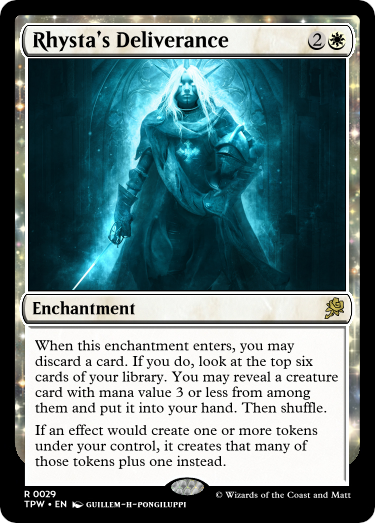 Rhysta's Deliverance 2
Enchantment
When this enchantment enters, you may
discard a card. If you do, look at the top six
cards of your library. You may reveal a creature
card with mana value 3 or less from among
them and put it into your hand. Then shuffle.
If an effect would create one or more tokens
under your control, it creates that many of
those tokens plus one instead.
R 0029
TPW • EN GUILLEM-H-PONGILUPPI
© Wizards of the Coast and Matt